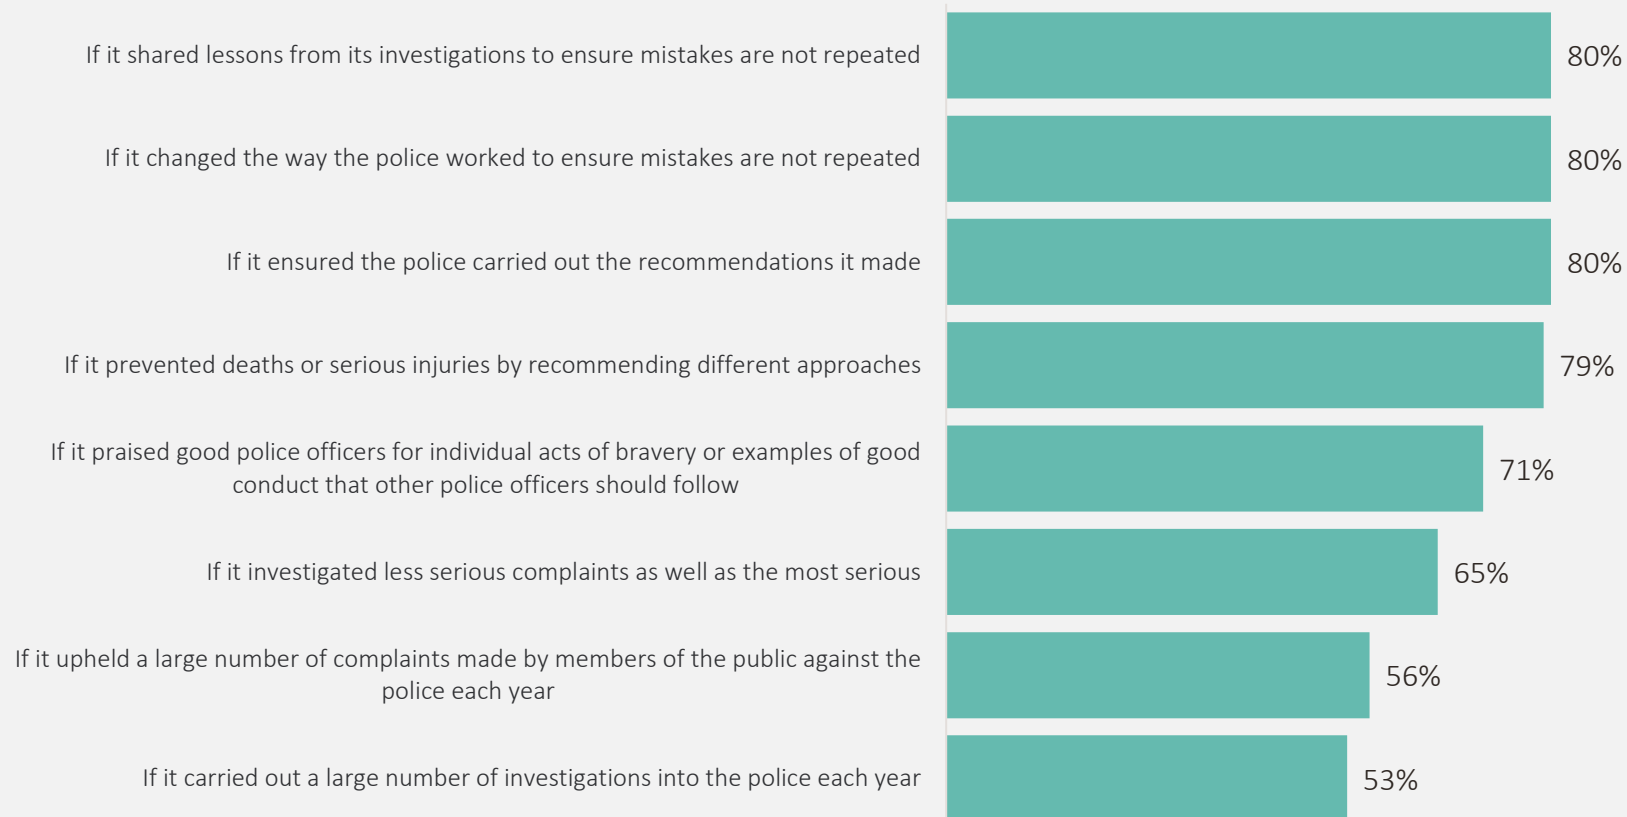 If it shared lessons from its investigations to ensure mistakes are not repeated
80%
If it changed the way the police worked to ensure mistakes are not repeated
80%
If it ensured the police carried out the recommendations it made
80%
If it prevented deaths or serious injuries by recommending different approaches
79%
If it praised good police officers for individual acts of bravery or examples of good
conduct that other police officers should follow
71%
If it investigated less serious complaints as well as the most serious
65%
If it upheld a large number of complaints made by members of the public against the
police each year
56%
If it carried out a large number of investigations into the police each year
53%